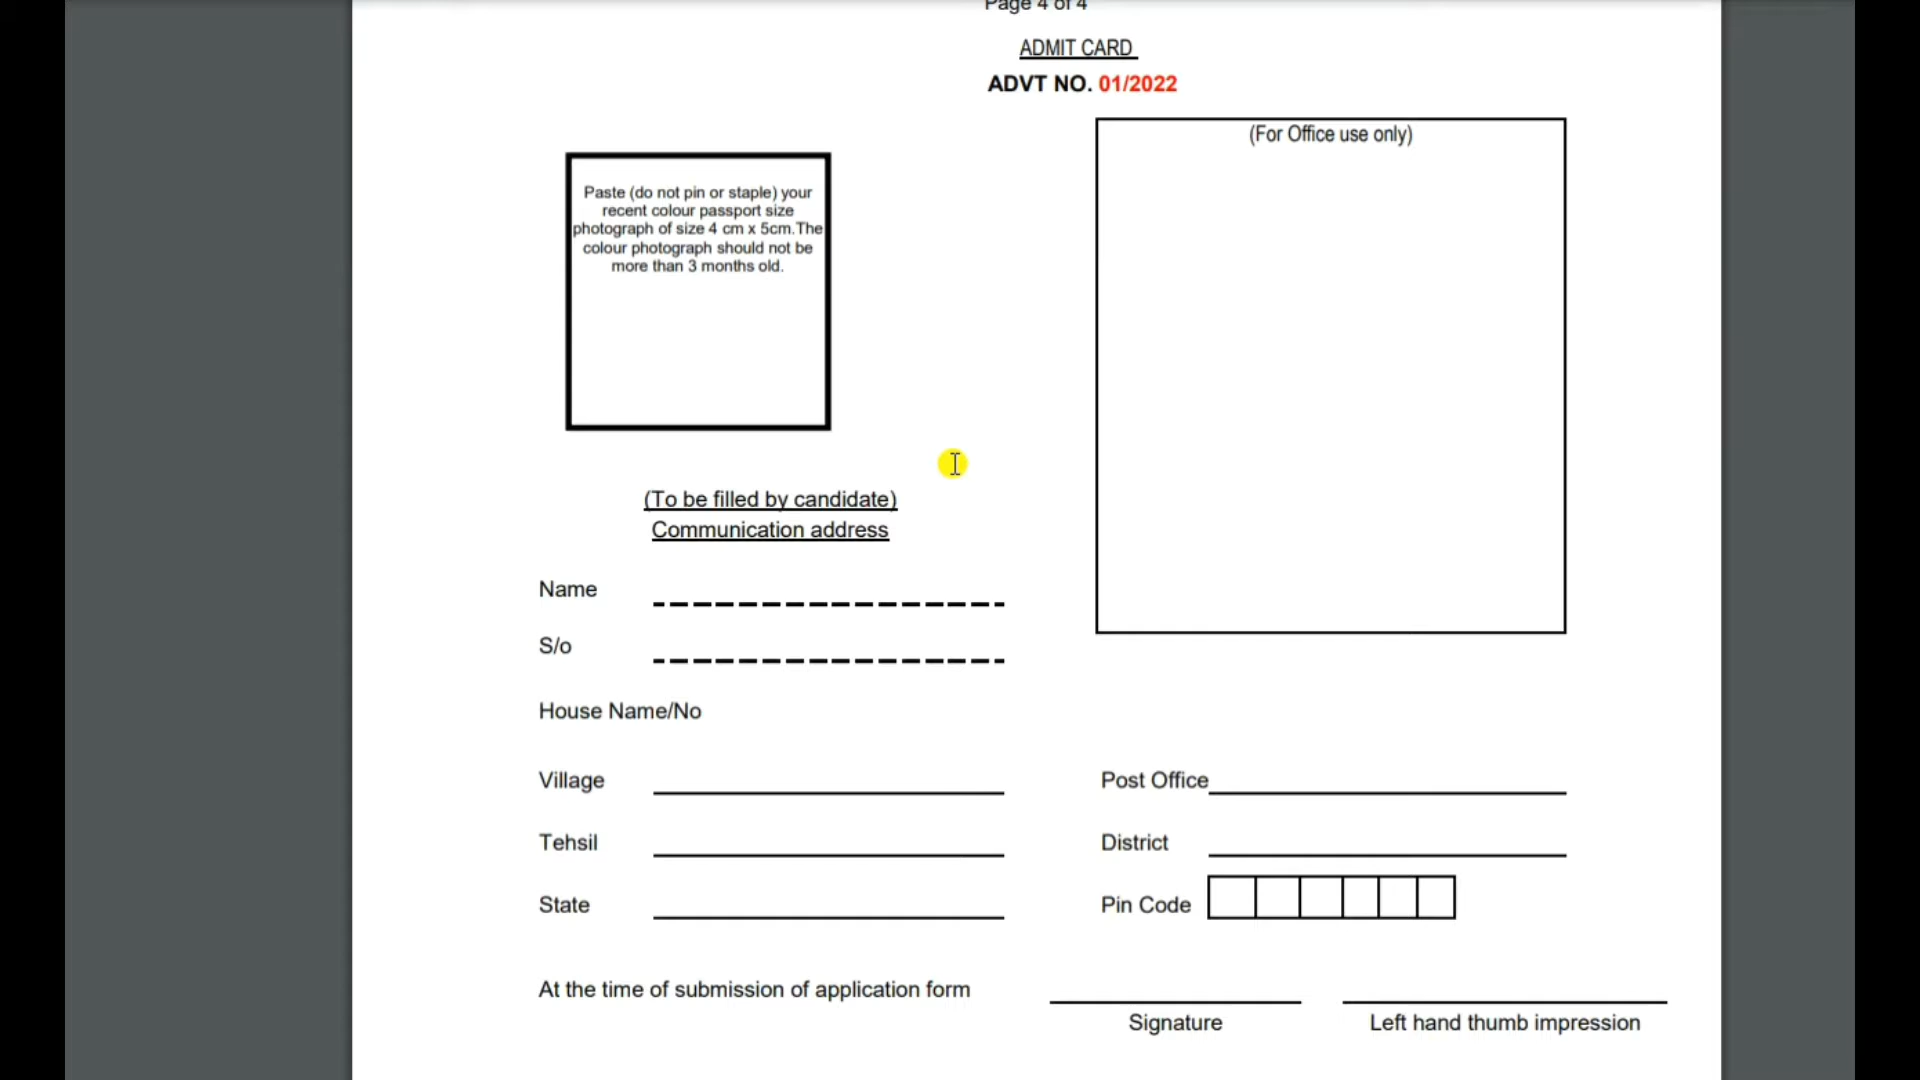 Page 4 of 4
ADMIT CARD
ADVT NO. 01/2022
(For Office use only)
Paste (do not pin or staple) your
recent colour passport size
photograph of size 4 cm x 5cm.The
colour photograph should not be
more than 3 months old.
(To be filled by candidate)
Communication address
Name
S/o
House Name/No
Village
Post Office
Tehsil
District
State
Pin Code
At the time of submission of application form
Signature
Left hand thumb impression